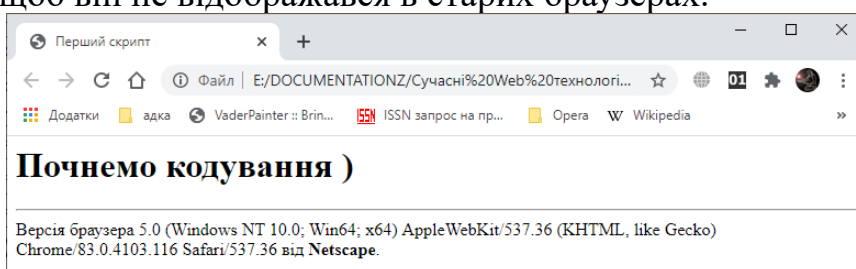 щоб він не відображався в старих браузерах.
Перший скрипт
Файл | E:/DOCUMENTATIONZ/Сучасні%20Web%20технологі...
01
Додатки адка VaderPainter :: Brin... ISSN ISSN запрос на пр... Opera W Wikipedia »
Почнемо кодування )
Версія браузера 5.0 (Windows NT 10.0; Win64; x64) AppleWebKit/537.36 (KHTML, like Gecko)
Chrome/83.0.4103.116 Safari/537.36 від Netscape.